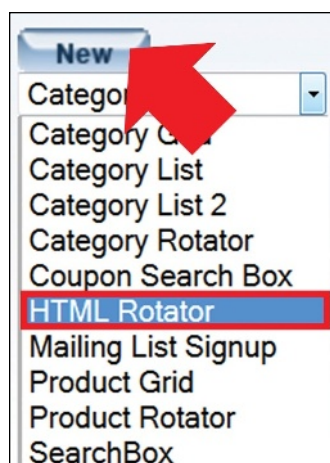 New
Category List
Category List 2
Category Rotator
Coupon Search Box
HTML Rotator
Mailing List Signup
Product Grid
Product Rotator
SearchBox